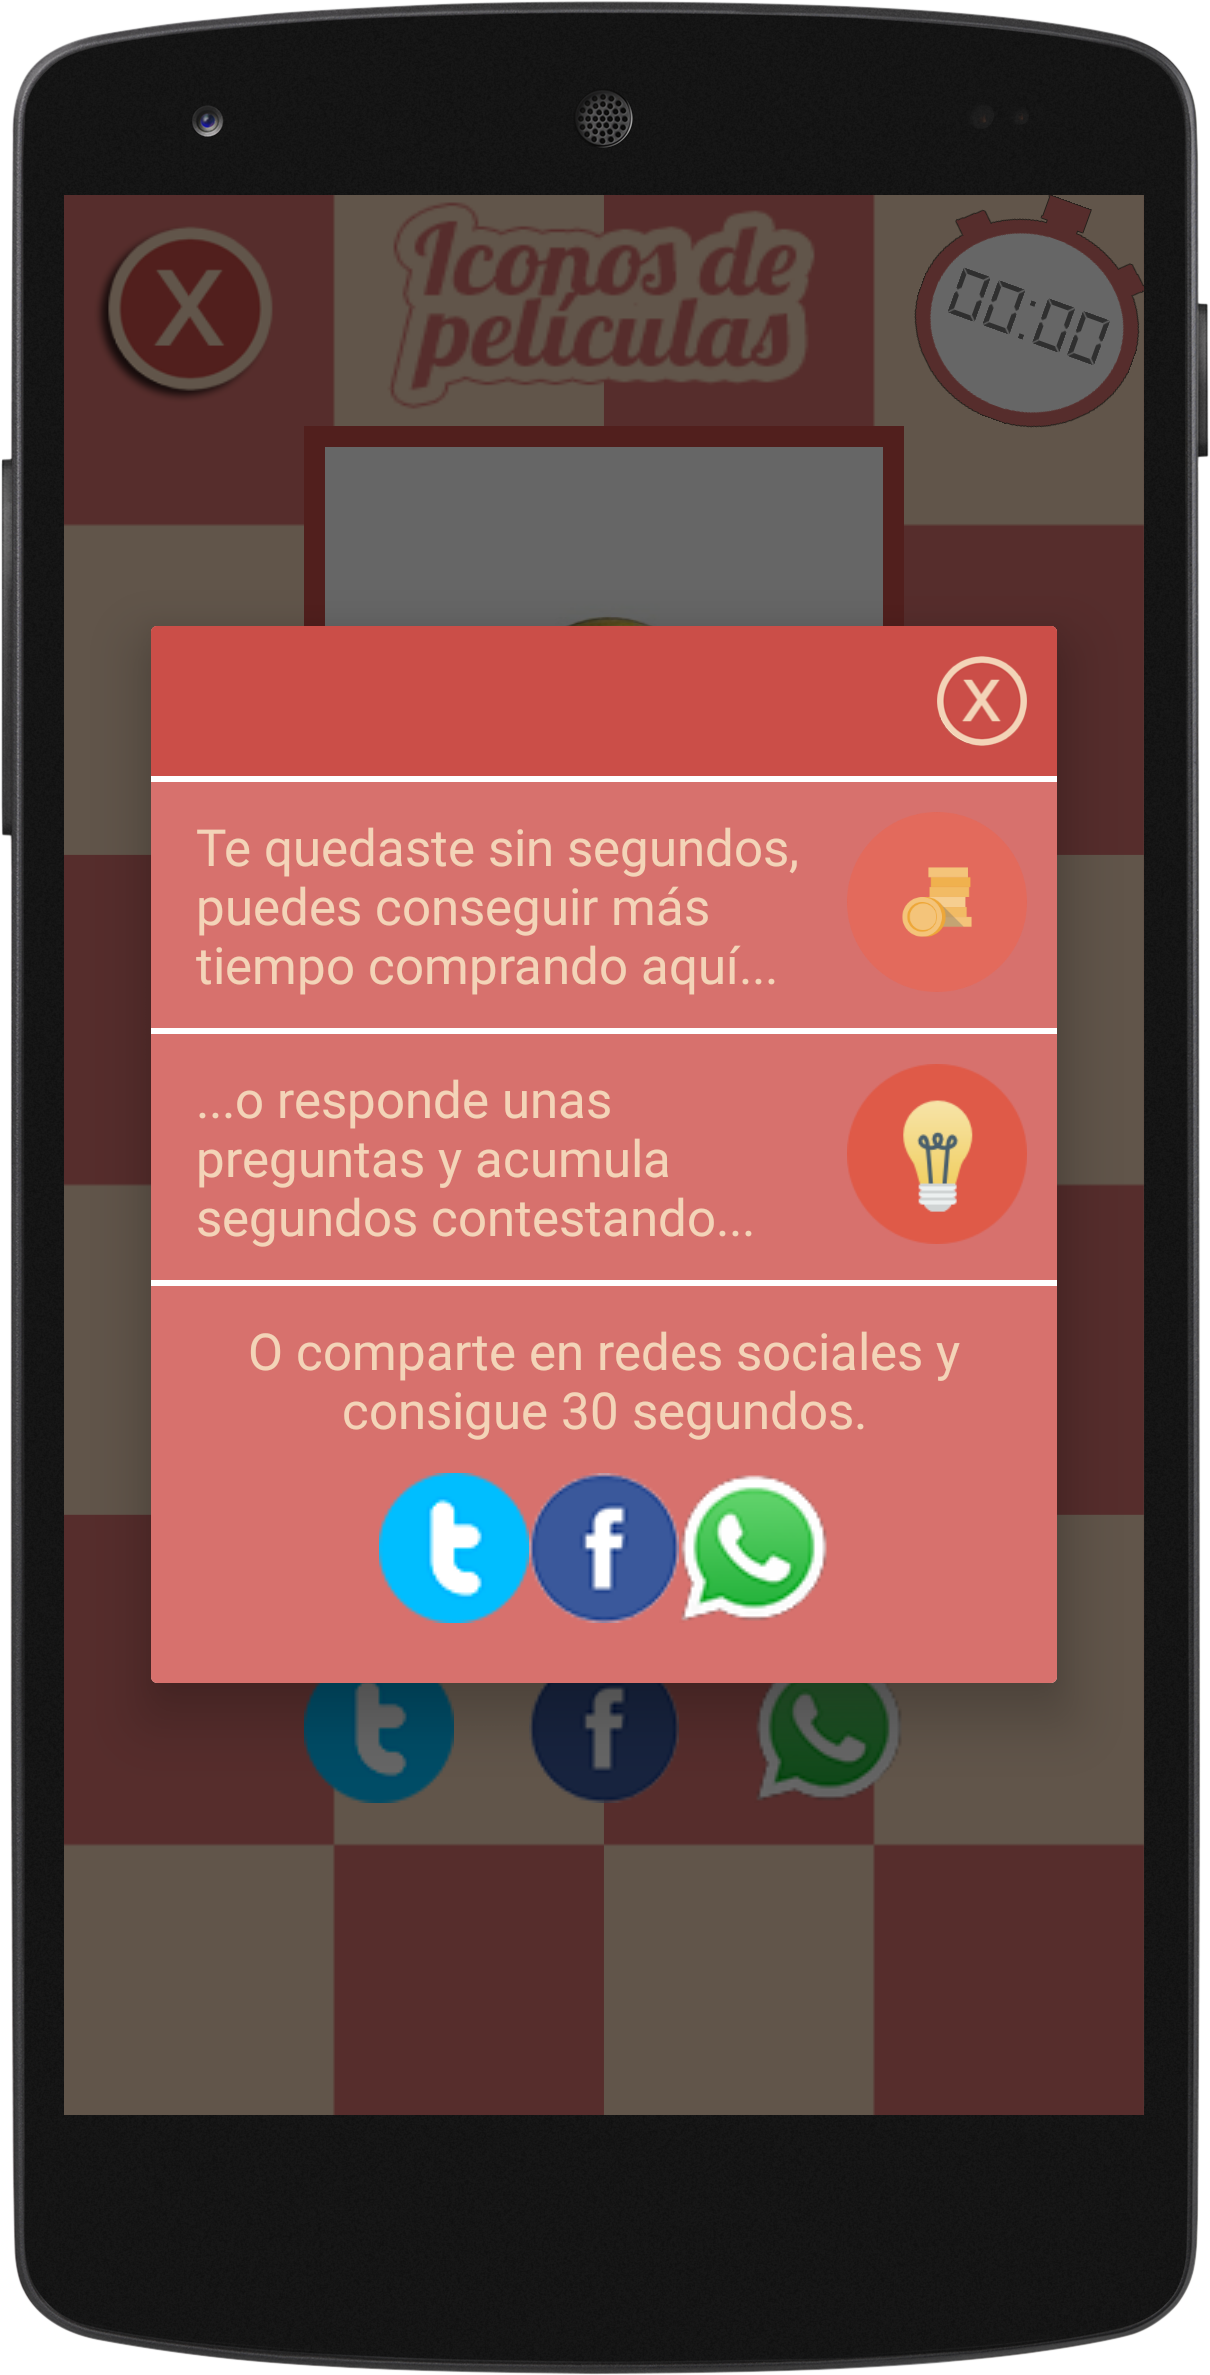 X
Iconos de
películas
00:00
X
Te quedaste sin segundos,
puedes conseguir más
tiempo comprando aquí...
...o responde unas
preguntas y acumula
segundos contestando...
O comparte en redes sociales y
consigue 30 segundos.
t f
t f